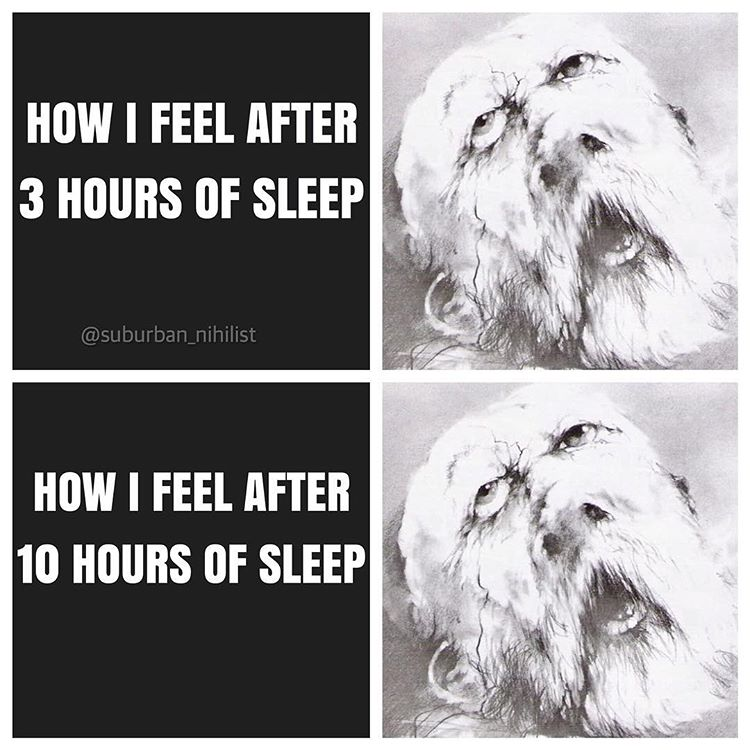 HOW I FEEL AFTER
3 HOURS OF SLEEP
@suburban_nihilist
HOW I FEEL AFTER
10 HOURS OF SLEEP